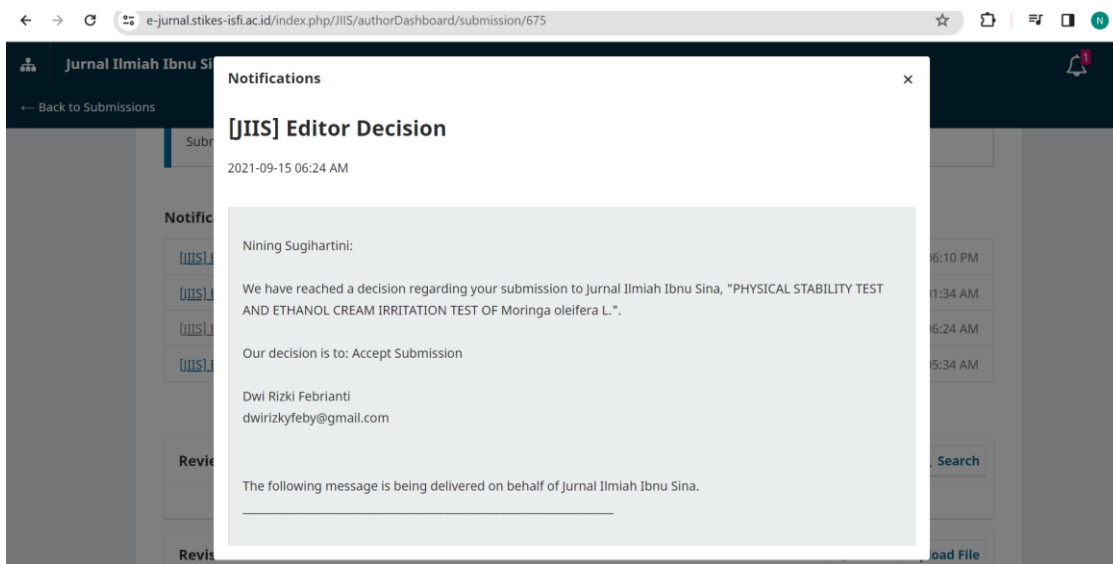 e-jurnal.stikes-isfi.ac.id/index.php/JIIS/authorDashboard/submission/675
N
Jurnal Ilmiah Ibnu Si
1
← Back to Submissions
Notifications
×
[JIIS] Editor Decision
2021-09-15 06:24 AM
Subr
Notific
Nining Sugihartini:
[JIIS] E
06:10 PM
We have reached a decision regarding your submission to Jurnal Ilmiah Ibnu Sina, "PHYSICAL STABILITY TEST
[JIIS] E
01:34 AM
AND ETHANOL CREAM IRRITATION TEST OF Moringa oleifera L.".
[JIIS] E
06:24 AM
Our decision is to: Accept Submission
[JIIS] E
05:34 AM
Dwi Rizki Febrianti
dwirizkyfeby@gmail.com
Revie
Search
The following message is being delivered on behalf of Jurnal Ilmiah Ibnu Sina.
Revis
oad File